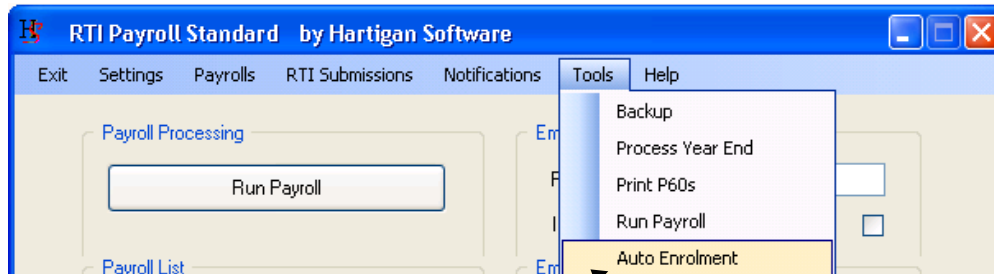 RTI Payroll Standard by Hartigan Software
Exit Settings Payrolls RTI Submissions Notifications Tools Help
Backup
Process Year End
Print P60s
Run Payroll
Auto Enrolment
Payroll Processing
Run Payroll
Payroll List